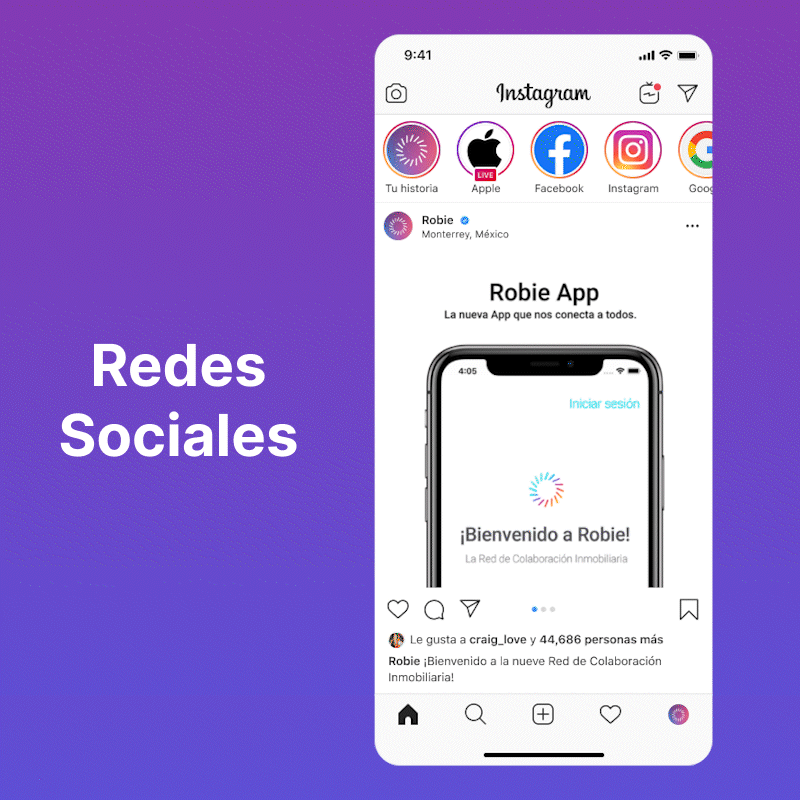 Redes
Sociales
9:41
Instagram
LIVE
Tu historia
Apple
Facebook
Instagram
Goog
Robie
Monterrey, México
Robie App
La nueva App que nos conecta a todos.
4:05
Iniciar sesión
¡Bienvenido a Robie!
La Red de Colaboración Inmobiliaria
Le gusta a craig_love y 44,686 personas más
Robie ¡Bienvenido a la nueve Red de Colaboración
Inmobiliaria!